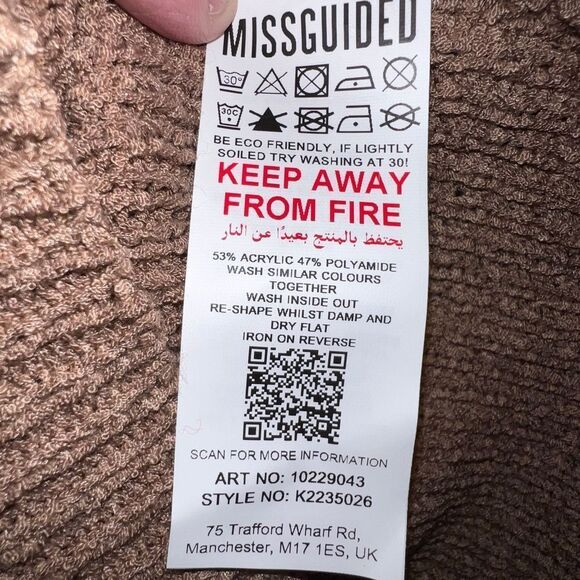 MISSGUIDED
30°
30C
BE ECO FRIENDLY, IF LIGHTLY
SOILED TRY WASHING AT 30!
KEEP AWAY
FROM FIRE
يحتفظ بالمنتج بعيدًا عن النار
53% ACRYLIC 47% POLYAMIDE
WASH SIMILAR COLOURS
TOGETHER
WASH INSIDE OUT
RE-SHAPE WHILST DAMP AND
DRY FLAT
IRON ON REVERSE
SCAN FOR MORE INFORMATION
ART NO: 10229043
STYLE NO: K2235026
75 Trafford Wharf Rd,
Manchester, M17 1ES, UK